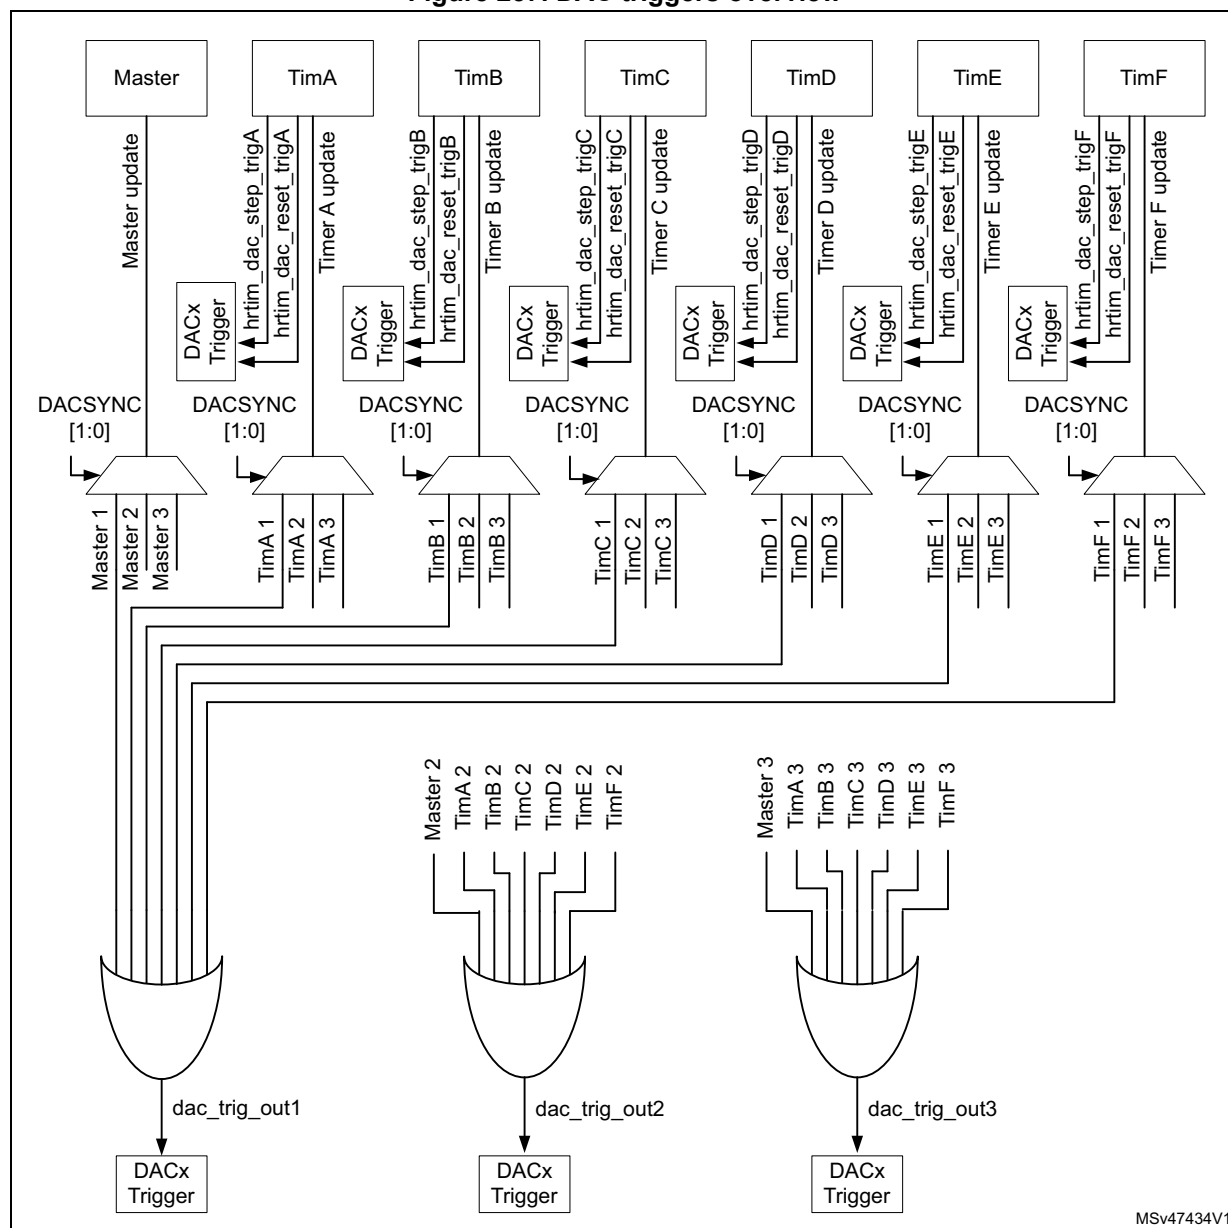 Master TimA TimB TimC TimD TimE TimF
Master update
hrtim_dac_step_trigA
hrtim_dac_reset_trigA
Timer A update
hrtim_dac_step_trigB
hrtim_dac_reset_trigB
Timer B update
hrtim_dac_step_trigC
hrtim_dac_reset_trigC
Timer C update
hrtim_dac_step_trigD
hrtim_dac_reset_trigD
Timer D update
hrtim_dac_step_trigE
hrtim_dac_reset_trigE
Timer E update
hrtim_dac_step_trigF
hrtim_dac_reset_trigF
Timer F update
DACx
Trigger
DACx
Trigger
DACx
Trigger
DACx
Trigger
DACx
Trigger
DACx
Trigger
DACSYNC
[1:0]
DACSYNC
[1:0]
DACSYNC
[1:0]
DACSYNC
[1:0]
DACSYNC
[1:0]
DACSYNC
[1:0]
DACSYNC
[1:0]
Master 1
Master 2
Master 3
TimA 1
TimA 2
TimA 3
TimB 1
TimB 2
TimB 3
TimC 1
TimC 2
TimC 3
TimD 1
TimD 2
TimD 3
TimE 1
TimE 2
TimE 3
TimF 1
TimF 2
TimF 3
Master 2
TimA 2
TimB 2
TimC 2
TimD 2
TimE 2
TimF 2
Master 3
TimA 3
TimB 3
TimC 3
TimD 3
TimE 3
TimF 3
dac_trig_out1
dac_trig_out2
dac_trig_out3
DACx
Trigger
DACx
Trigger
DACx
Trigger
MSv47434V1